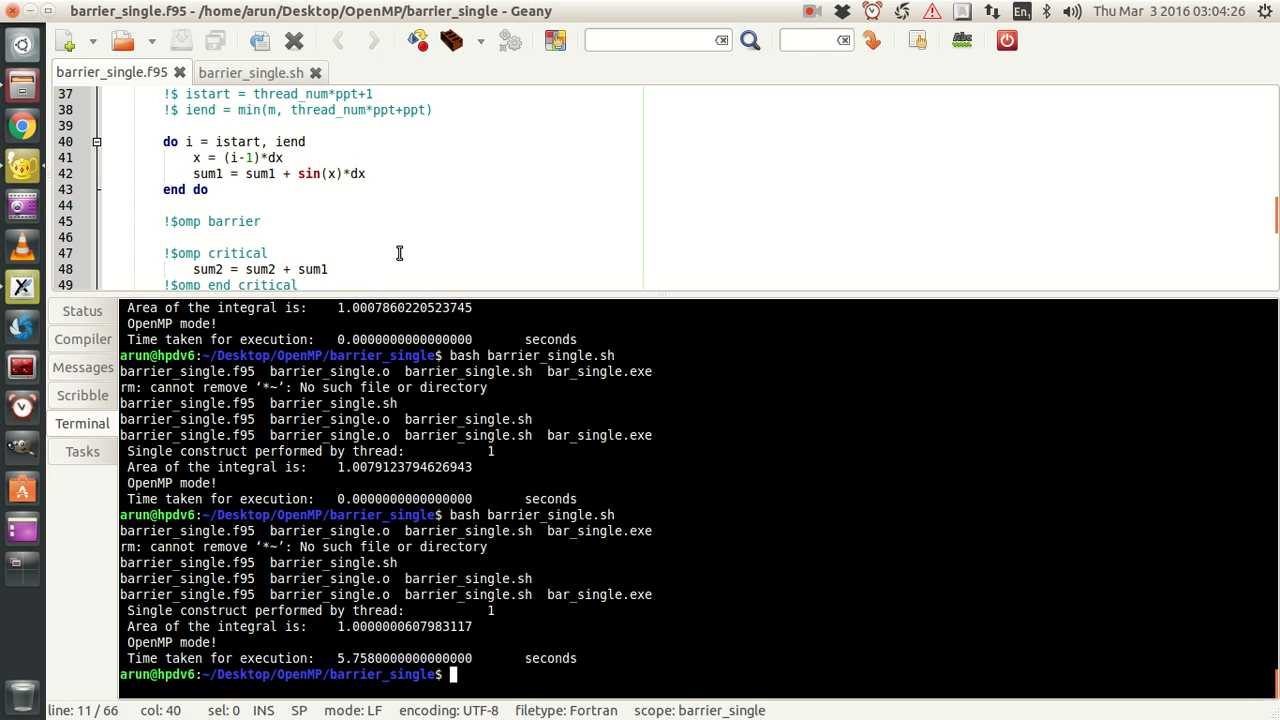 barrier_single.f95 - /home/arun/Desktop/OpenMP/barrier_single - Geany
En1
Thu Mar 3 2016 03:04:26
barrier_single.f95
barrier_single.sh
37 !$ istart = thread_num*ppt+1
38 !$ iend = min(m, thread_num*ppt+ppt)
39
40 do i = istart, iend
41 x = (i-1)*dx
42 sum1 = sum1 + sin(x)*dx
43 end do
44
45 !$omp barrier
46
47 !$omp critical
48 sum2 = sum2 + sum1
49 !$omp end critical
Status
Compiler
Messages
Scribble
Terminal
Tasks
Area of the integral is: 1.0007860220523745
OpenMP mode!
Time taken for execution: 0.0000000000000000 seconds
arun@hpdv6:~/Desktop/OpenMP/barrier_single$ bash barrier_single.sh
barrier_single.f95 barrier_single.o barrier_single.sh bar_single.exe
rm: cannot remove ‘*~’: No such file or directory
barrier_single.f95 barrier_single.sh
barrier_single.f95 barrier_single.o barrier_single.sh
barrier_single.f95 barrier_single.o barrier_single.sh bar_single.exe
Single construct performed by thread: 1
Area of the integral is: 1.0079123794626943
OpenMP mode!
Time taken for execution: 0.0000000000000000 seconds
arun@hpdv6:~/Desktop/OpenMP/barrier_single$ bash barrier_single.sh
barrier_single.f95 barrier_single.o barrier_single.sh bar_single.exe
rm: cannot remove ‘*~’: No such file or directory
barrier_single.f95 barrier_single.sh
barrier_single.f95 barrier_single.o barrier_single.sh
barrier_single.f95 barrier_single.o barrier_single.sh bar_single.exe
Single construct performed by thread: 1
Area of the integral is: 1.0000000607983117
OpenMP mode!
Time taken for execution: 5.7580000000000000 seconds
arun@hpdv6:~/Desktop/OpenMP/barrier_single$
line: 11 / 66 col: 40 sel: 0 INS SP mode: LF encoding: UTF-8 filetype: Fortran scope: barrier_single